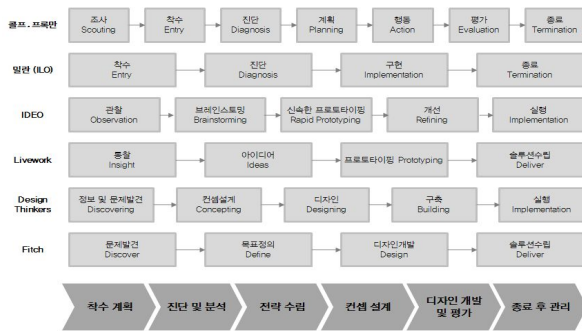 콜프.프로만
조사
Scouting
착수
Entry
진단
Diagnosis
계획
Planning
행동
Action
평가
Evaluation
종료
Termination
밀란 (ILO)
착수
Entry
진단
Diagnosis
구현
Implementation
종료
Termination
IDEO
관찰
Observation
브레인스토밍
Brainstorming
신속한 프로토타이핑
Rapid Prototyping
개선
Refining
실행
Implementation
Livework
통찰
Insight
아이디어
Ideas
프로토타이핑 Prototyping
솔루션수립
Deliver
Design
Thinkers
정보 및 문제발견
Discovering
컨셉설계
Concepting
디자인
Designing
구축
Building
실행
Implementation
Fitch
문제발견
Discover
목표정의
Define
디자인개발
Design
솔루션수립
Deliver
착수 계획
진단 및 분석
전략 수립
컨셉 설계
디자인 개발
및 평가
종료 후 관리